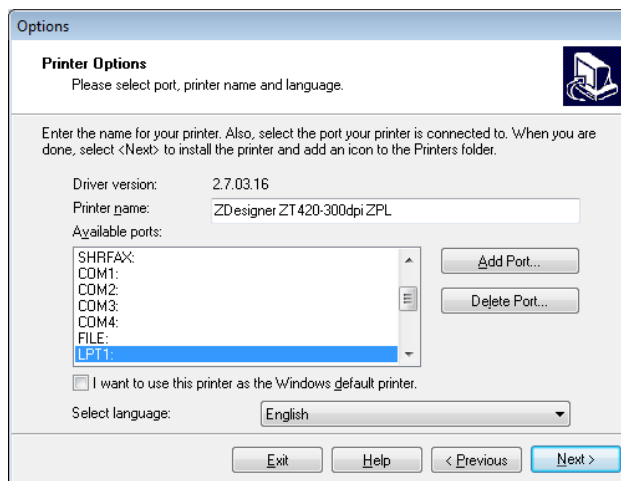 Options
Printer Options
Please select port, printer name and language.
Enter the name for your printer. Also, select the port your printer is connected to. When you are
done, select <Next> to install the printer and add an icon to the Printers folder.
Driver version: 2.7.03.16
Printer name: ZDesigner ZT420-300dpi ZPL
Available ports:
SHRFAX:
COM1:
COM2:
COM3:
COM4:
FILE:
LPT1:
Add Port...
Delete Port...
I want to use this printer as the Windows default printer.
Select language: English
Exit Help < Previous Next >